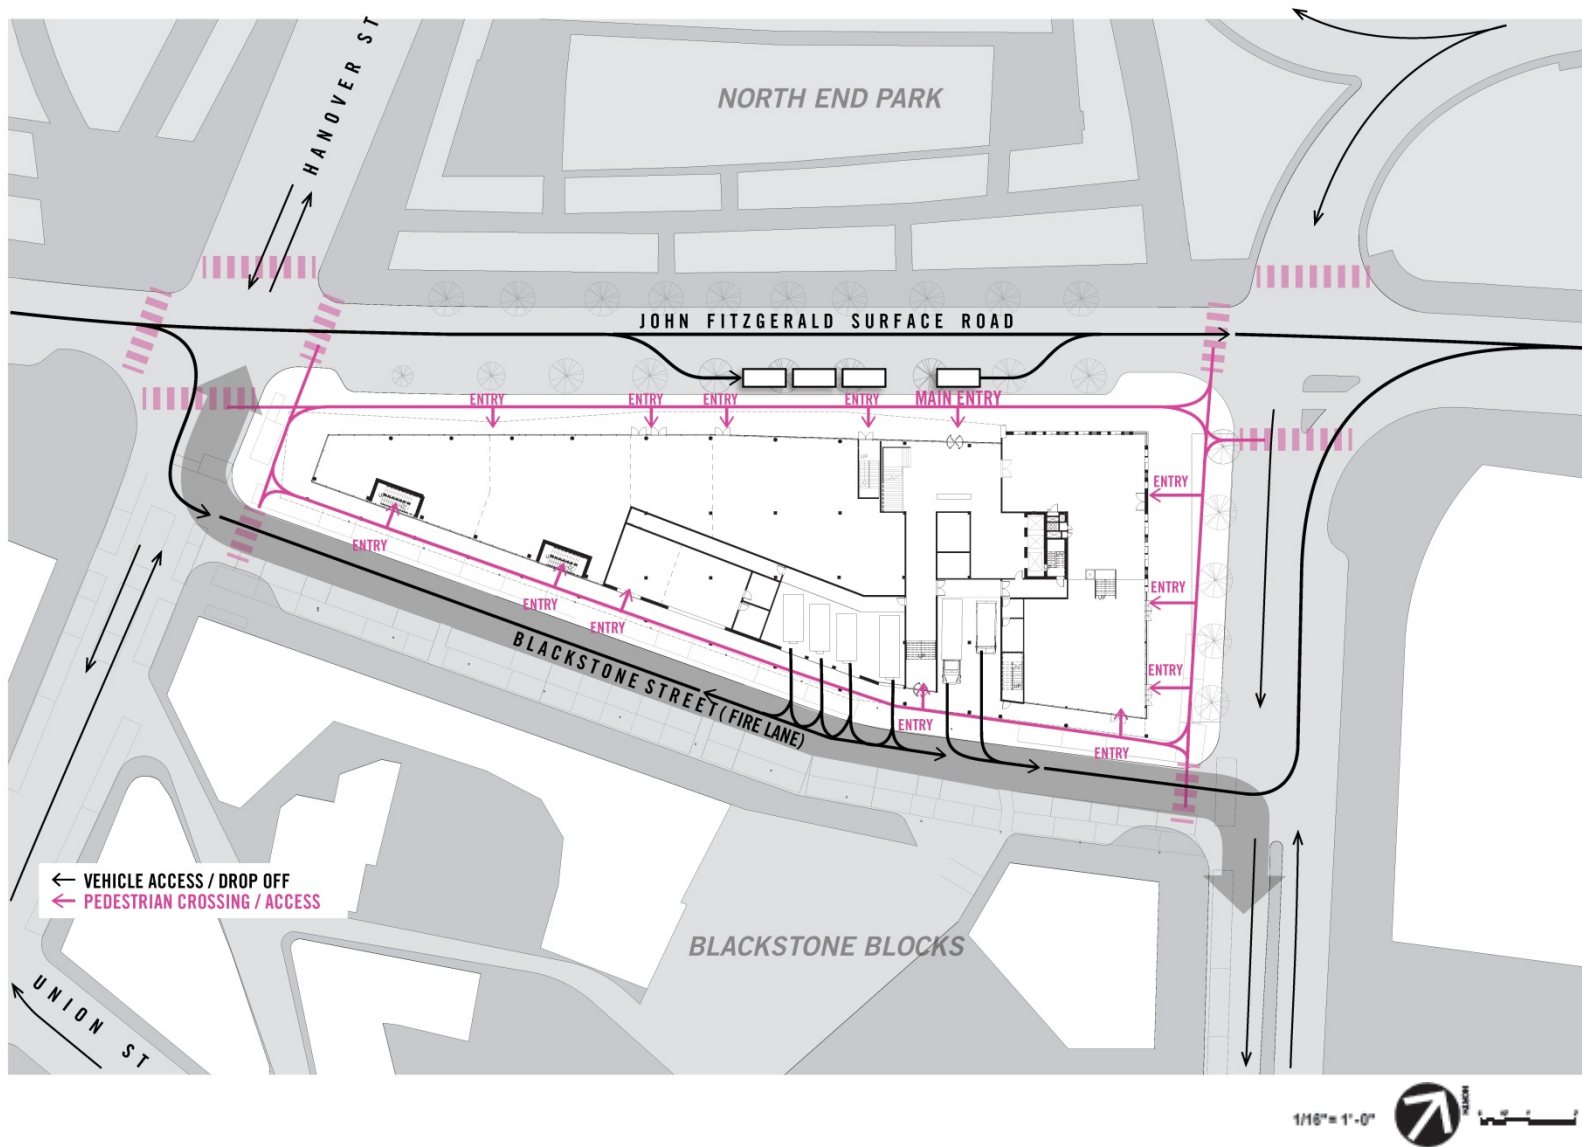 HANOVER ST
NORTH END PARK
JOHN FITZGERALD SURFACE ROAD
ENTRY
ENTRY
ENTRY
ENTRY
MAIN ENTRY
ENTRY
ENTRY
ENTRY
ENTRY
ENTRY
ENTRY
ENTRY
ENTRY
BLACKSTONE STREET (FIRE LANE)
VEHICLE ACCESS / DROP OFF
PEDESTRIAN CROSSING / ACCESS
BLACKSTONE BLOCKS
UNION ST
1/16"= 1'-0"
NORTH